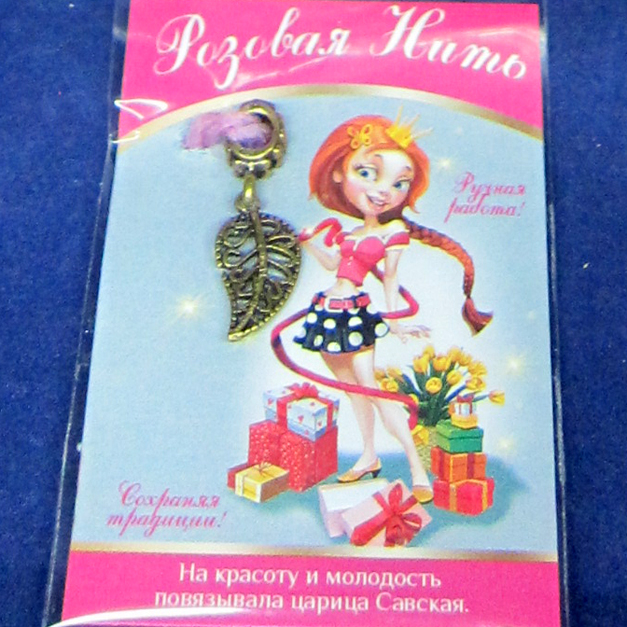 Розовая Нить
Ручная
работа!
Сохраняя
традиции!
На красоту и молодость
повязывала царица Савская.